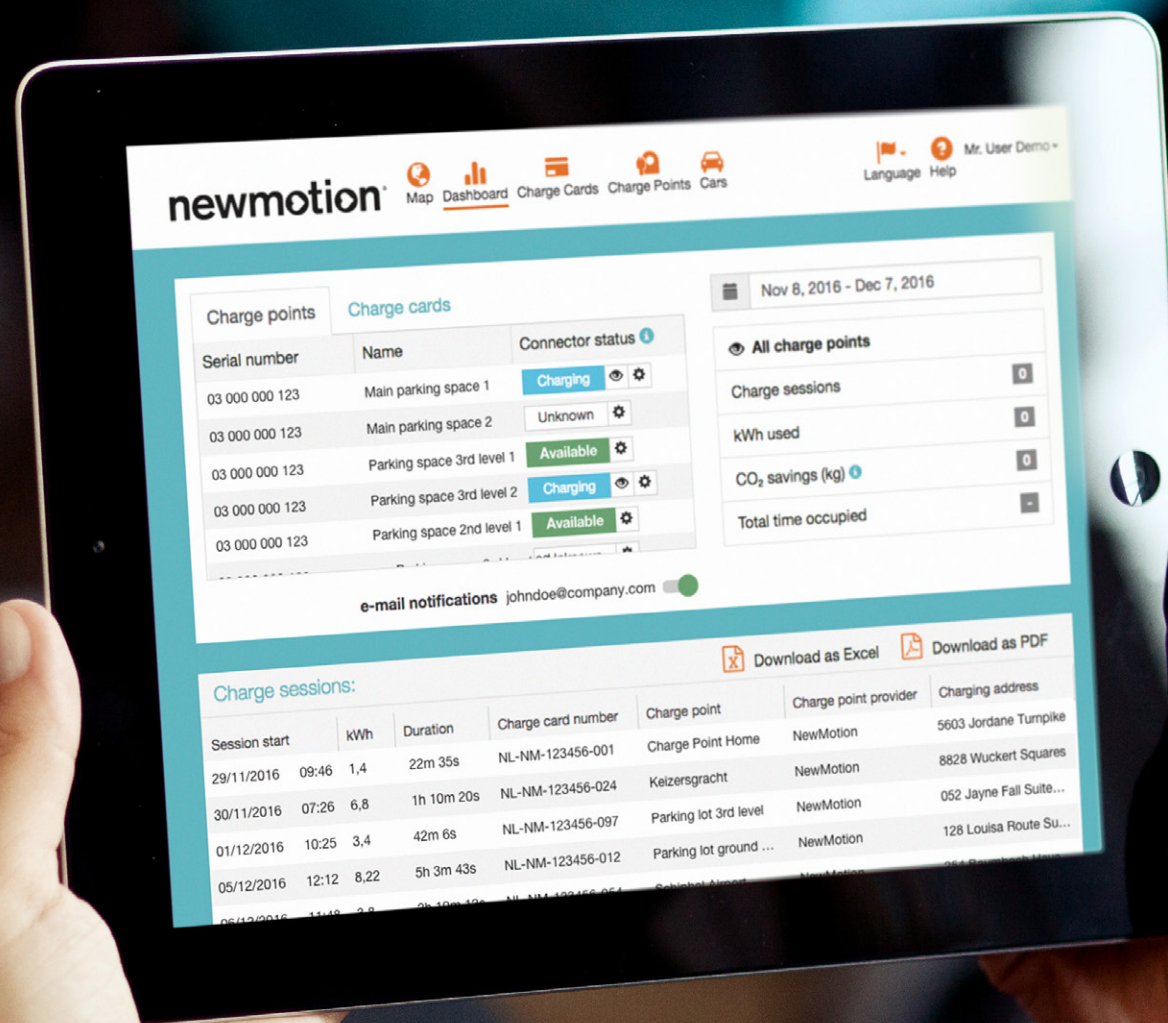 newmotion
Map Dashboard Charge Cards Charge Points Cars
Language Help Mr. User Demo
Charge points Charge cards
Serial number Name Connector status
03 000 000 123 Main parking space 1 Charging
03 000 000 123 Main parking space 2 Unknown
03 000 000 123 Parking space 3rd level 1 Available
03 000 000 123 Parking space 3rd level 2 Charging
03 000 000 123 Parking space 2nd level 1 Available
e-mail notifications johndoe@company.com
Nov 8, 2016 - Dec 7, 2016
All charge points
Charge sessions 0
kWh used 0
CO₂ savings (kg) 0
Total time occupied -
Charge sessions:
Download as Excel Download as PDF
Session start kWh Duration Charge card number Charge point Charge point provider Charging address
29/11/2016 09:46 1,4 22m 35s NL-NM-123456-001 Charge Point Home NewMotion 5603 Jordane Turnpike
30/11/2016 07:26 6,8 1h 10m 20s NL-NM-123456-024 Keizersgracht NewMotion 8828 Wuckert Squares
01/12/2016 10:25 3,4 42m 6s NL-NM-123456-097 Parking lot 3rd level NewMotion 052 Jayne Fall Suite...
05/12/2016 12:12 8,22 5h 3m 43s NL-NM-123456-012 Parking lot ground ... NewMotion 128 Louisa Route Su...
06/12/2016 11:48 NewMotion